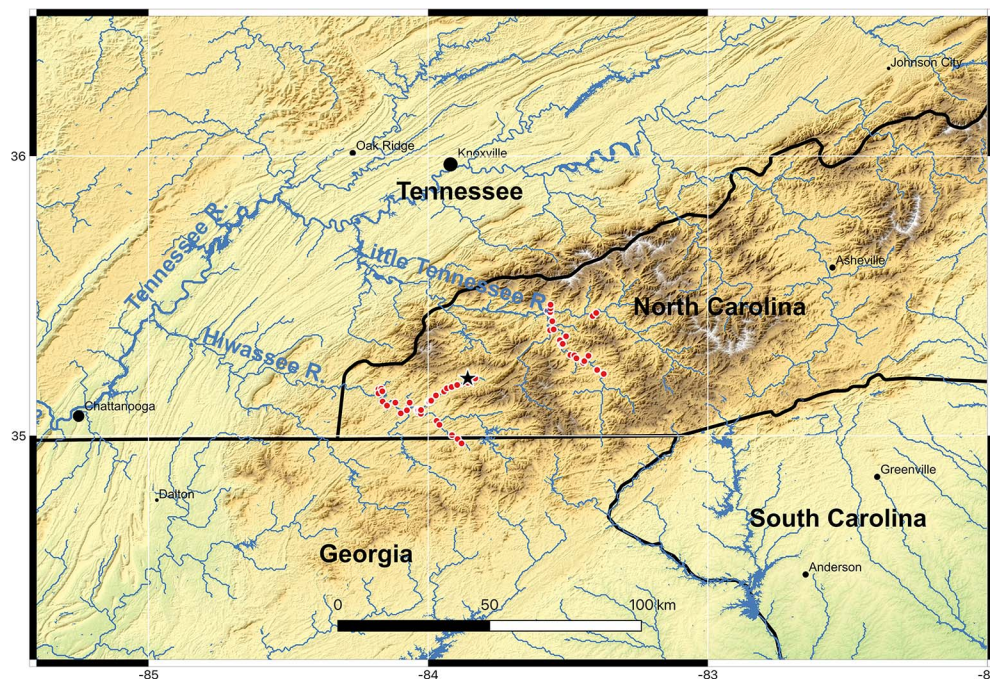 Johnson City
Oak Ridge
36
Knoxville
Tennessee
Tennessee R.
Little Tennessee R.
Asheville
North Carolina
Hiwassee R.
Chattanooga
35
Greenville
Dalton
South Carolina
Georgia
Anderson
0 50 100 km
-85 -84 -83 -8